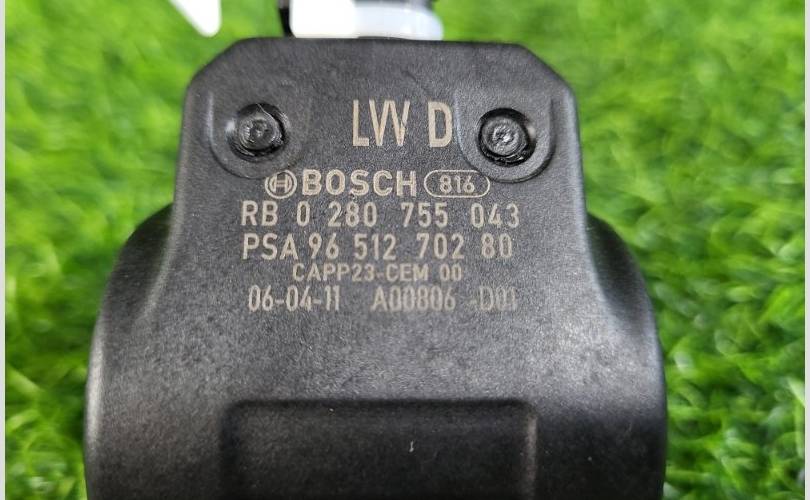 LW D
BOSCH 816
RB 0 280 755 043
PSA 96 512 702 80
CAPP23-CEM 00
06-04-11 A00806 -D01